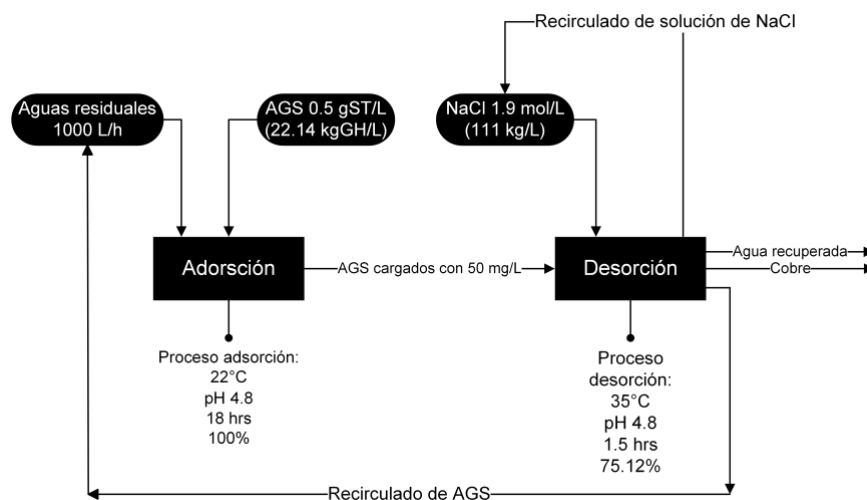 Recirculado de solución de NaCl
Aguas residuales
1000 L/h
AGS 0.5 gST/L
(22.14 kgGH/L)
NaCl 1.9 mol/L
(111 kg/L)
Adorsción
AGS cargados con 50 mg/L
Desorción
Agua recuperada
Cobre
Proceso adsorción:
22°C
pH 4.8
18 hrs
100%
Proceso
desorción:
35°C
pH 4.8
1.5 hrs
75.12%
Recirculado de AGS